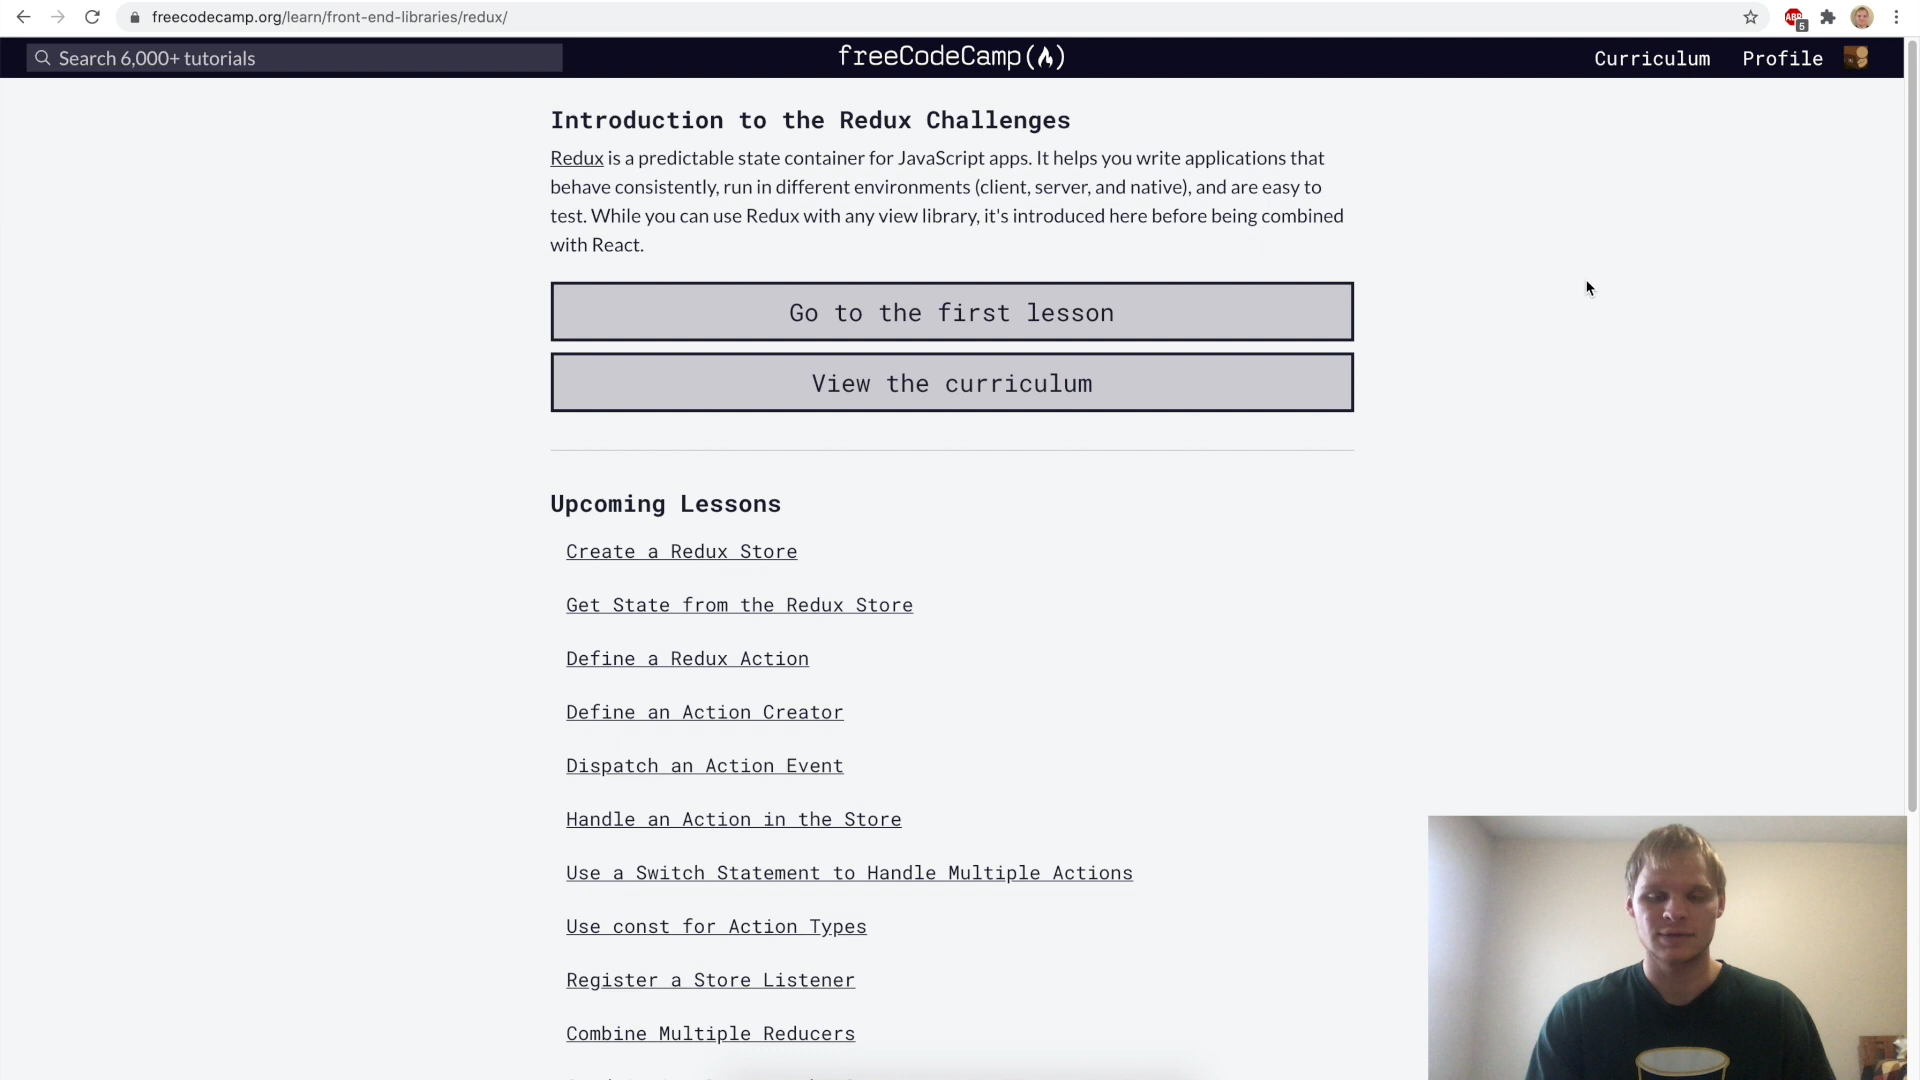 freecodecamp.org/learn/front-end-libraries/redux/
ABP
5
Search 6,000+ tutorials
freeCodeCamp
Curriculum
Profile
Introduction to the Redux Challenges
Redux is a predictable state container for JavaScript apps. It helps you write applications that
behave consistently, run in different environments (client, server, and native), and are easy to
test. While you can use Redux with any view library, it's introduced here before being combined
with React.
Go to the first lesson
View the curriculum
Upcoming Lessons
Create a Redux Store
Get State from the Redux Store
Define a Redux Action
Define an Action Creator
Dispatch an Action Event
Handle an Action in the Store
Use a Switch Statement to Handle Multiple Actions
Use const for Action Types
Register a Store Listener
Combine Multiple Reducers